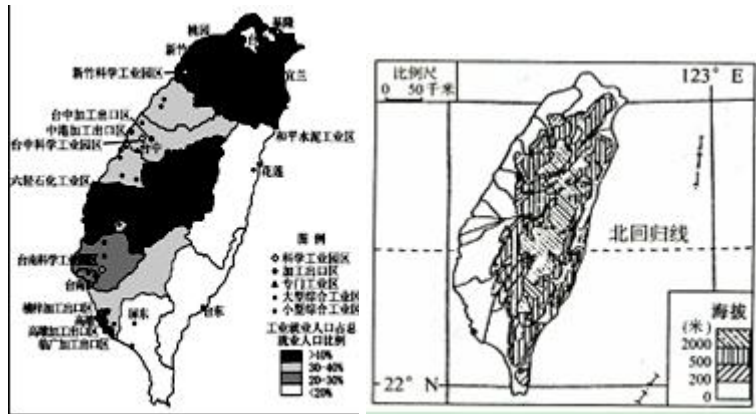 基隆
桃园
台
新竹
新竹科学工业园区
宜兰
台中加工出口区
中港加工出口区
台中科学工业园区
台中
和平水泥工业区
六轻石化工业区
花莲
图 例
科学工业园区
加工出口区
专门工业区
大型综合工业区
小型综合工业区
台南科学工业园区
台南
楠梓加工出口区
高雄
高雄加工出口区
临广加工出口区
屏东
台东
工业就业人口占总
就业人口比例
>10%
30-40%
20-30%
<20%
比例尺
0 50 千米
123° E
北回归线
22° N
海拔
(米)
2000
500
200
0